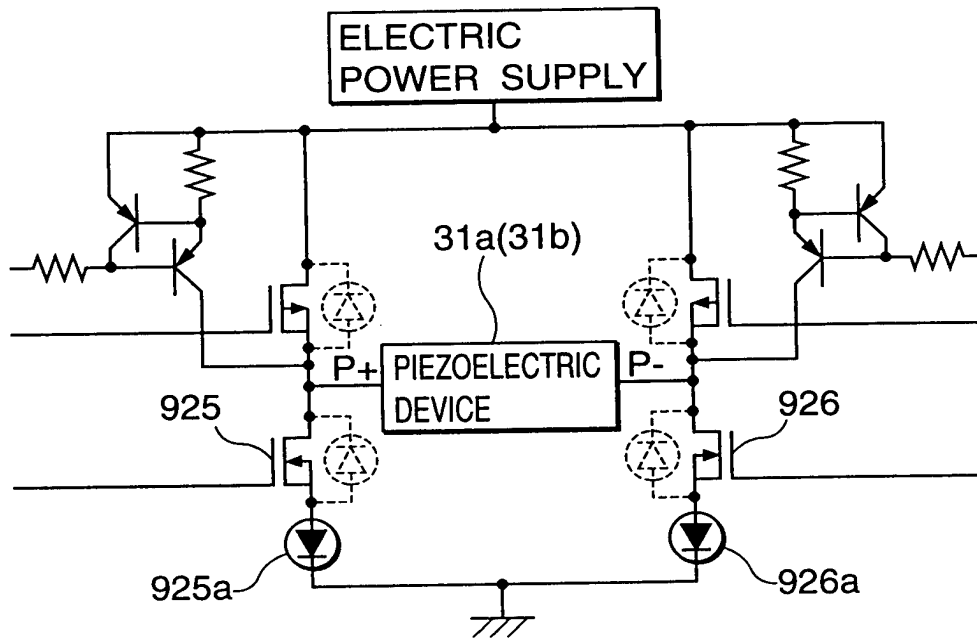 ELECTRIC
POWER SUPPLY
31a(31b)
P+
PIEZOELECTRIC
DEVICE
P-
925
926
925a
926a